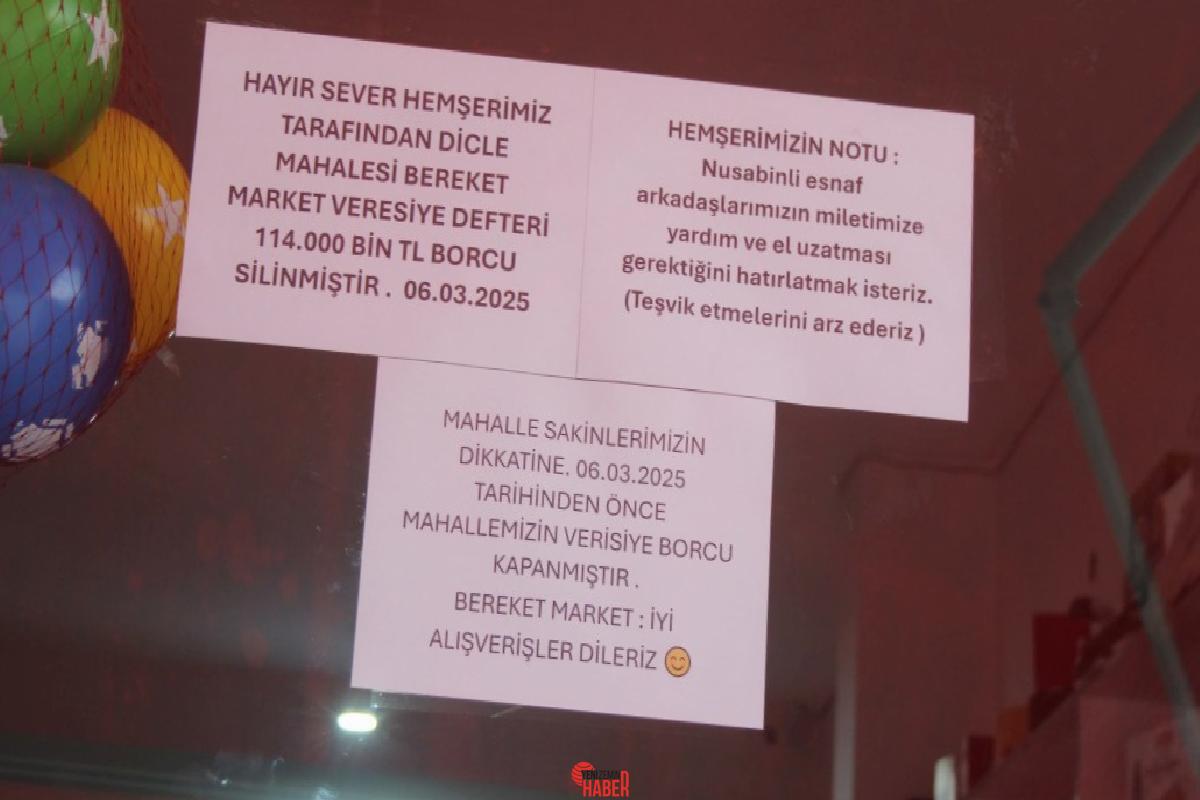 HAYIR SEVER HEMŞERİMİZ
TARAFINDAN DİCLE
MAHALESİ BEREKET
MARKET VERESİYE DEFTERİ
114.000 BİN TL BORCU
SİLİNMİŞTİR . 06.03.2025
HEMŞERİMİZİN NOTU :
Nusabinli esnaf
arkadaşlarımızın miletimize
yardım ve el uzatması
gerektiğini hatırlatmak isteriz.
(Teşvik etmelerini arz ederiz )
MAHALLE SAKİNLERİMİZİN
DİKKATİNE. 06.03.2025
TARİHİNDEN ÖNCE
MAHALLEMİZİN VERİSİYE BORCU
KAPANMIŞTIR .
BEREKET MARKET : İYİ
ALIŞVERİŞLER DİLERİZ 😊
YENİZEMAN
HABER